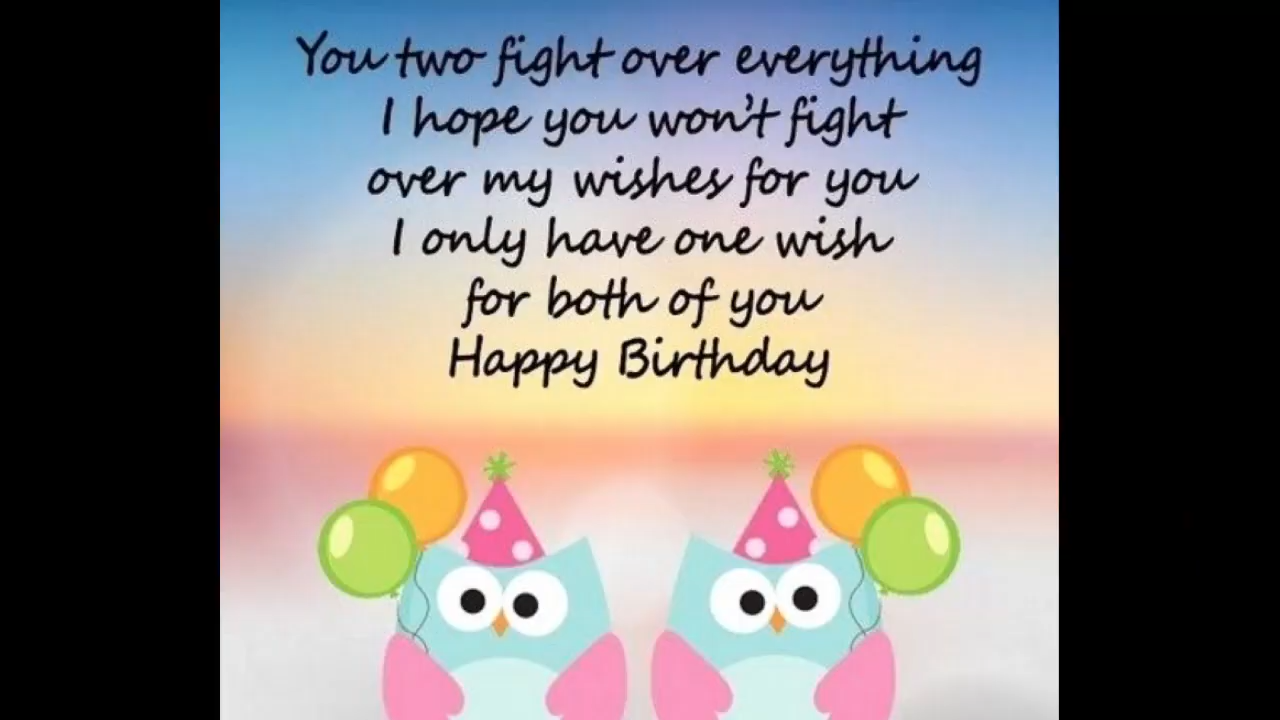 You two fight over everything
I hope you won't fight
over my wishes for you
I only have one wish
for both of you
Happy Birthday